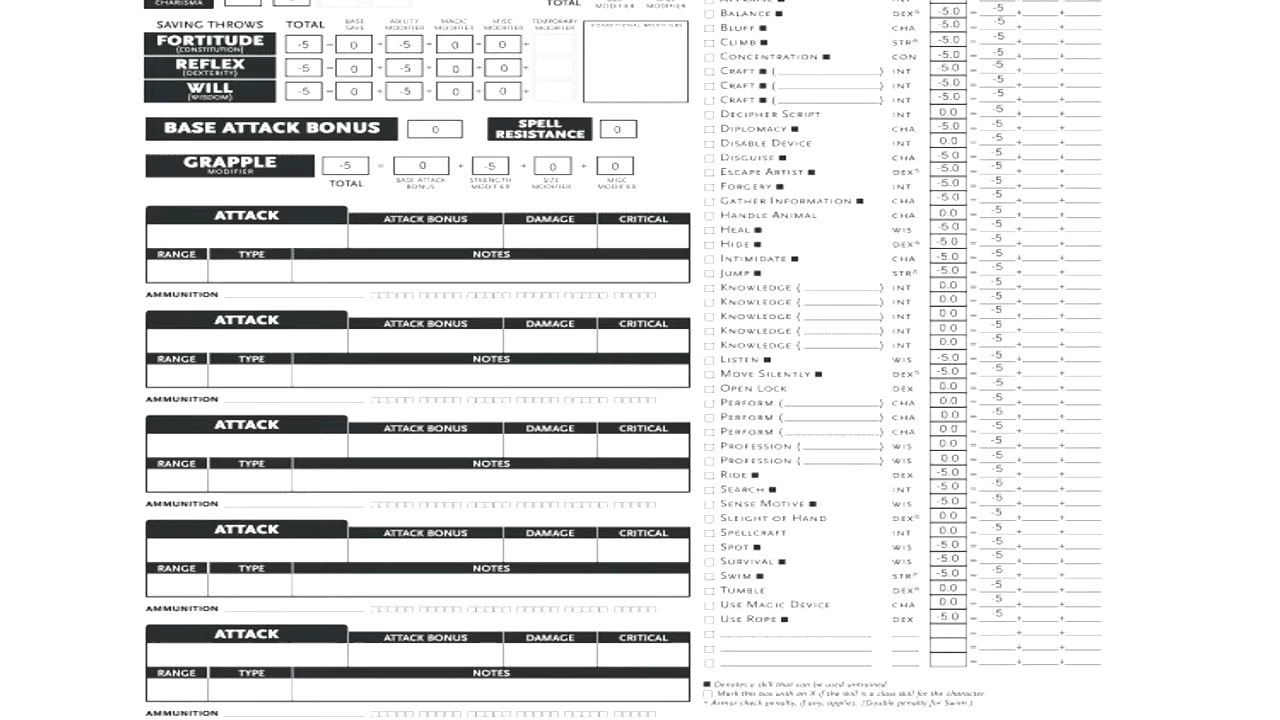 CHARISMA
TOTAL
MODIFIER MODIFIER
SAVING THROWS TOTAL BASE SAVE ABILITY MODIFIER MAGIC MODIFIER MISC MODIFIER TEMPORARY MODIFIER CONDITIONAL MODIFIERS
FORTITUDE (CONSTITUTION) -5 = 0 + -5 + 0 + 0 +
REFLEX (DEXTERITY) -5 = 0 + -5 + 0 + 0 +
WILL (WISDOM) -5 = 0 + -5 + 0 + 0 +
BASE ATTACK BONUS 0 SPELL RESISTANCE 0
GRAPPLE MODIFIER -5 = 0 + -5 + 0 + 0
TOTAL BASE ATTACK BONUS STRENGTH MODIFIER SIZE MODIFIER MISC MODIFIER
ATTACK ATTACK BONUS DAMAGE CRITICAL
RANGE TYPE NOTES
AMMUNITION
ATTACK ATTACK BONUS DAMAGE CRITICAL
RANGE TYPE NOTES
AMMUNITION
ATTACK ATTACK BONUS DAMAGE CRITICAL
RANGE TYPE NOTES
AMMUNITION
ATTACK ATTACK BONUS DAMAGE CRITICAL
RANGE TYPE NOTES
AMMUNITION
ATTACK ATTACK BONUS DAMAGE CRITICAL
RANGE TYPE NOTES
AMMUNITION
BALANCE ■ DEX* -5.0 = -5 + +
BLUFF ■ CHA -5.0 = -5 + +
CLIMB ■ STR* -5.0 = -5 + +
CONCENTRATION ■ CON -5.0 = -5 + +
CRAFT ■ ( ) INT -5.0 = -5 + +
CRAFT ■ ( ) INT -5.0 = -5 + +
CRAFT ■ ( ) INT -5.0 = -5 + +
DECIPHER SCRIPT INT 0.0 = -5 + +
DIPLOMACY ■ CHA -5.0 = -5 + +
DISABLE DEVICE INT 0.0 = -5 + +
DISGUISE ■ CHA -5.0 = -5 + +
ESCAPE ARTIST ■ DEX* -5.0 = -5 + +
FORGERY ■ INT -5.0 = -5 + +
GATHER INFORMATION ■ CHA -5.0 = -5 + +
HANDLE ANIMAL CHA 0.0 = -5 + +
HEAL ■ WIS -5.0 = -5 + +
HIDE ■ DEX* -5.0 = -5 + +
INTIMIDATE ■ CHA -5.0 = -5 + +
JUMP ■ STR* -5.0 = -5 + +
KNOWLEDGE ( ) INT 0.0 = -5 + +
KNOWLEDGE ( ) INT 0.0 = -5 + +
KNOWLEDGE ( ) INT 0.0 = -5 + +
KNOWLEDGE ( ) INT 0.0 = -5 + +
KNOWLEDGE ( ) INT 0.0 = -5 + +
LISTEN ■ WIS -5.0 = -5 + +
MOVE SILENTLY ■ DEX* -5.0 = -5 + +
OPEN LOCK DEX 0.0 = -5 + +
PERFORM ( ) CHA 0.0 = -5 + +
PERFORM ( ) CHA 0.0 = -5 + +
PERFORM ( ) CHA 0.0 = -5 + +
PROFESSION ( ) WIS 0.0 = -5 + +
PROFESSION ( ) WIS 0.0 = -5 + +
RIDE ■ DEX -5.0 = -5 + +
SEARCH ■ INT -5.0 = -5 + +
SENSE MOTIVE ■ WIS -5.0 = -5 + +
SLEIGHT OF HAND DEX* 0.0 = -5 + +
SPELLCRAFT INT 0.0 = -5 + +
SPOT ■ WIS -5.0 = -5 + +
SURVIVAL ■ WIS -5.0 = -5 + +
SWIM ■ STR* -5.0 = -5 + +
TUMBLE DEX* 0.0 = -5 + +
USE MAGIC DEVICE CHA 0.0 = -5 + +
USE ROPE ■ DEX -5.0 = -5 + +
= + +
= + +
= + +
■ Denotes a skill that can be used untrained.
□ Mark this box with an X if the skill is a class skill for the character.
* Armor check penalty, if any, applies. (Double penalty for Swim.)